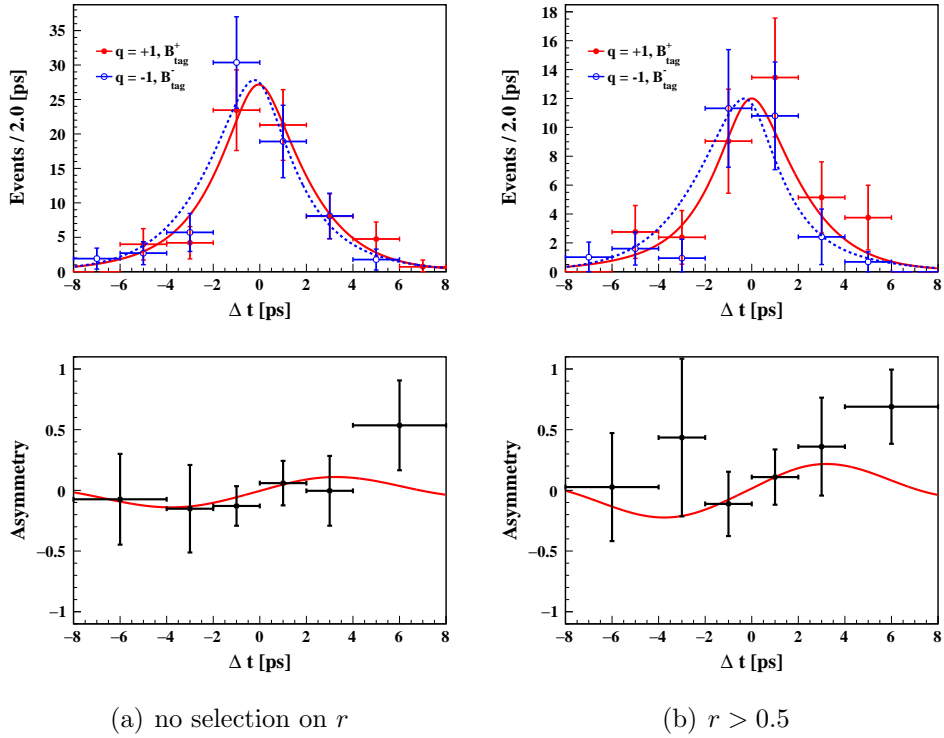 Events / 2.0 [ps]
40
35
30
25
20
15
10
5
0
q = +1, B⁺tag
q = -1, B⁻tag
−8 −6 −4 −2 0 2 4 6 8
Δ t [ps]
Events / 2.0 [ps]
18
16
14
12
10
8
6
4
2
0
q = +1, B⁺tag
q = -1, B⁻tag
−8 −6 −4 −2 0 2 4 6 8
Δ t [ps]
Asymmetry
1
0.5
0
−0.5
−1
−8 −6 −4 −2 0 2 4 6 8
Δ t [ps]
Asymmetry
1
0.5
0
−0.5
−1
−8 −6 −4 −2 0 2 4 6 8
Δ t [ps]
(a) no selection on r
(b) r > 0.5